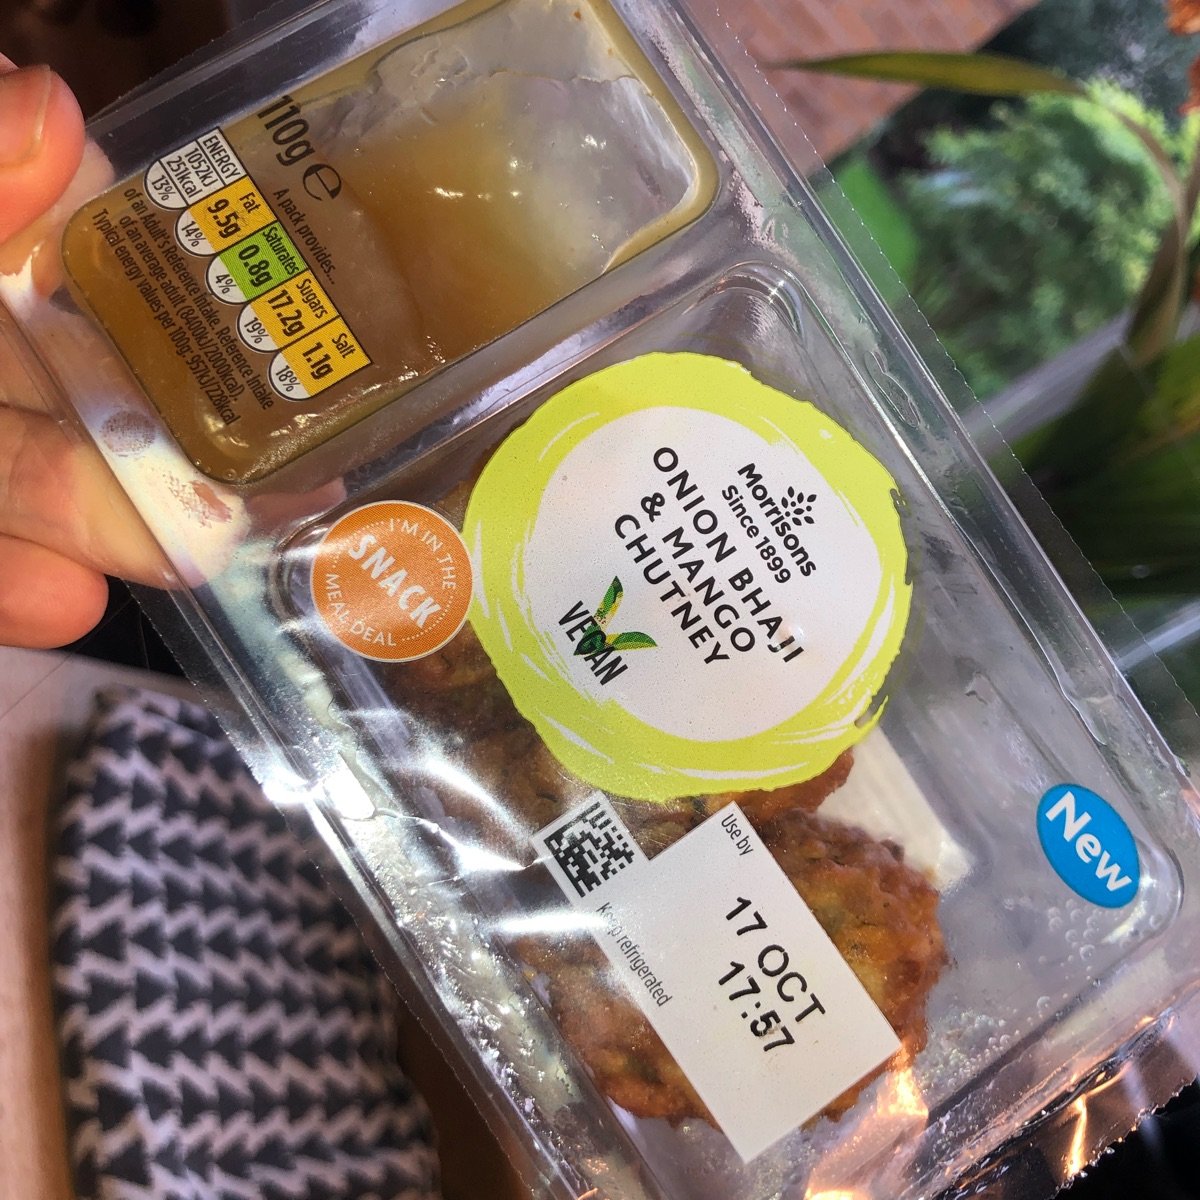 110g e
A pack provides...
ENERGY
1052kJ
251kcal
13%
Fat
9.5g
14%
Saturates
0.8g
4%
Sugars
17.2g
19%
Salt
1.1g
18%
of an Adult's Reference Intake. Reference Intake
of an average adult (8400kJ/2000kcal).
Typical energy values per 100g: 957kJ/228kcal
Morrisons
Since 1899
ONION BHAJI
& MANGO
CHUTNEY
VEGAN
I'M IN THE
SNACK
MEAL DEAL
Use by
17 OCT
17:57
Keep refrigerated
New